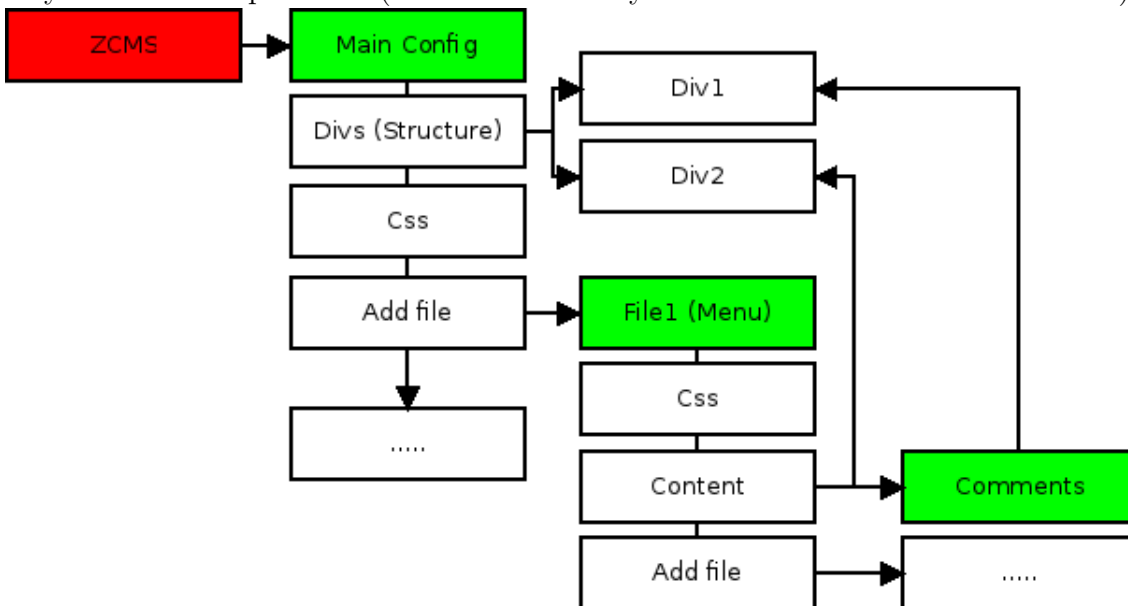 ZCMS
Main Config
Div1
Divs (Structure)
Div2
Css
Add file
File1 (Menu)
Css
.....
Content
Comments
Add file
.....